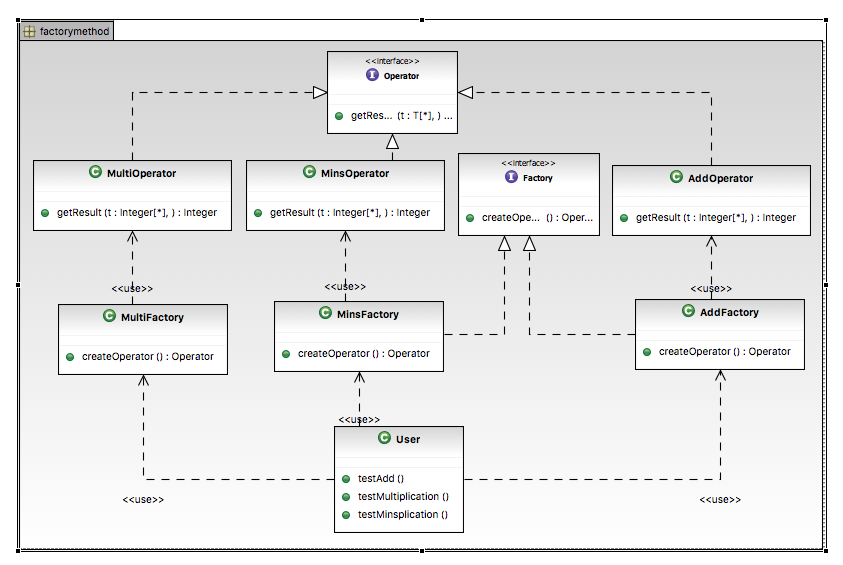 factorymethod
<<interface>>
Operator
getRes... (t : T[*], ) ...
MultiOperator
getResult (t : Integer[*], ) : Integer
MinsOperator
getResult (t : Integer[*], ) : Integer
<<interface>>
Factory
createOpe... () : Oper...
AddOperator
getResult (t : Integer[*], ) : Integer
<<use>>
<<use>>
<<use>>
MultiFactory
createOperator () : Operator
MinsFactory
createOperator () : Operator
AddFactory
createOperator () : Operator
<<use>>
User
testAdd ()
testMultiplication ()
testMinsplication ()
<<use>>
<<use>>